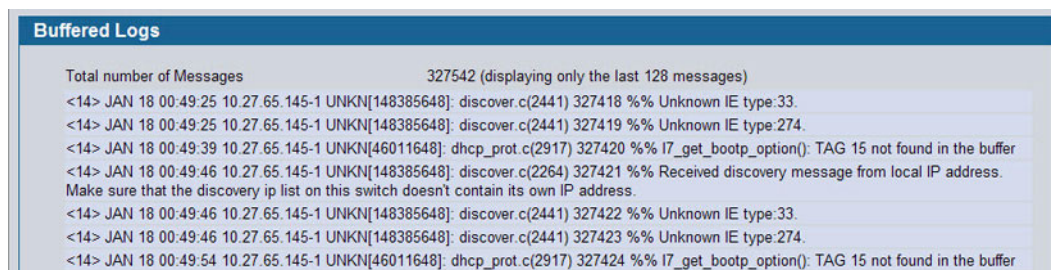 Buffered Logs
Total number of Messages 327542 (displaying only the last 128 messages)
<14> JAN 18 00:49:25 10.27.65.145-1 UNKN[148385648]: discover.c(2441) 327418 %% Unknown IE type:33.
<14> JAN 18 00:49:25 10.27.65.145-1 UNKN[148385648]: discover.c(2441) 327419 %% Unknown IE type:274.
<14> JAN 18 00:49:39 10.27.65.145-1 UNKN[46011648]: dhcp_prot.c(2917) 327420 %% l7_get_bootp_option(): TAG 15 not found in the buffer
<14> JAN 18 00:49:46 10.27.65.145-1 UNKN[148385648]: discover.c(2264) 327421 %% Received discovery message from local IP address.
Make sure that the discovery ip list on this switch doesn't contain its own IP address.
<14> JAN 18 00:49:46 10.27.65.145-1 UNKN[148385648]: discover.c(2441) 327422 %% Unknown IE type:33.
<14> JAN 18 00:49:46 10.27.65.145-1 UNKN[148385648]: discover.c(2441) 327423 %% Unknown IE type:274.
<14> JAN 18 00:49:54 10.27.65.145-1 UNKN[46011648]: dhcp_prot.c(2917) 327424 %% l7_get_bootp_option(): TAG 15 not found in the buffer